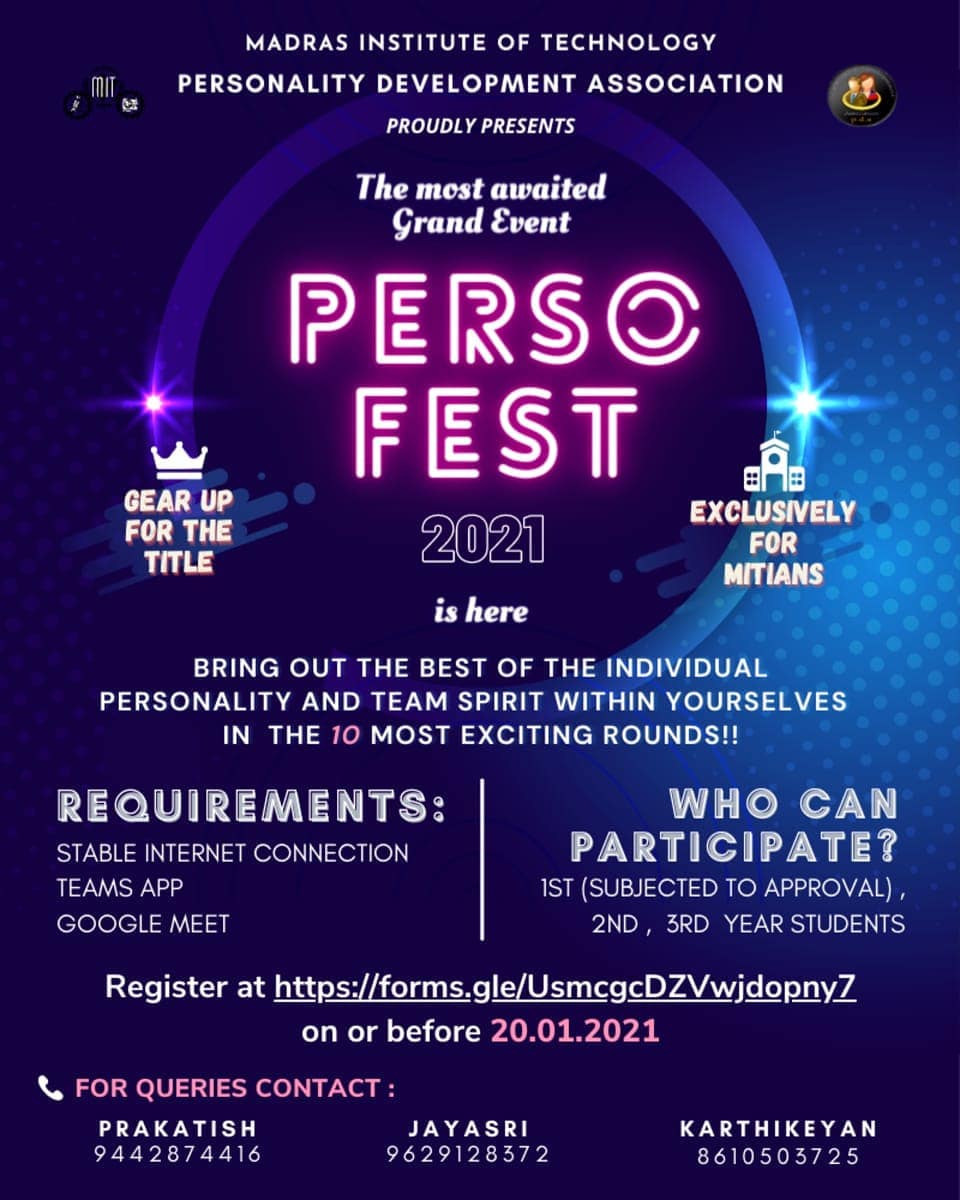 MADRAS INSTITUTE OF TECHNOLOGY
PERSONALITY DEVELOPMENT ASSOCIATION
PROUDLY PRESENTS
MIT
The most awaited
Grand Event
PERSO
FEST
2021
is here
GEAR UP
FOR THE
TITLE
EXCLUSIVELY
FOR
MITIANS
BRING OUT THE BEST OF THE INDIVIDUAL
PERSONALITY AND TEAM SPIRIT WITHIN YOURSELVES
IN THE 10 MOST EXCITING ROUNDS!!
REQUIREMENTS:
STABLE INTERNET CONNECTION
TEAMS APP
GOOGLE MEET
WHO CAN
PARTICIPATE?
1ST (SUBJECTED TO APPROVAL) ,
2ND , 3RD YEAR STUDENTS
Register at https://forms.gle/UsmcgcDZVwjdopny7
on or before 20.01.2021
FOR QUERIES CONTACT :
PRAKATISH
9442874416
JAYASRI
9629128372
KARTHIKEYAN
8610503725